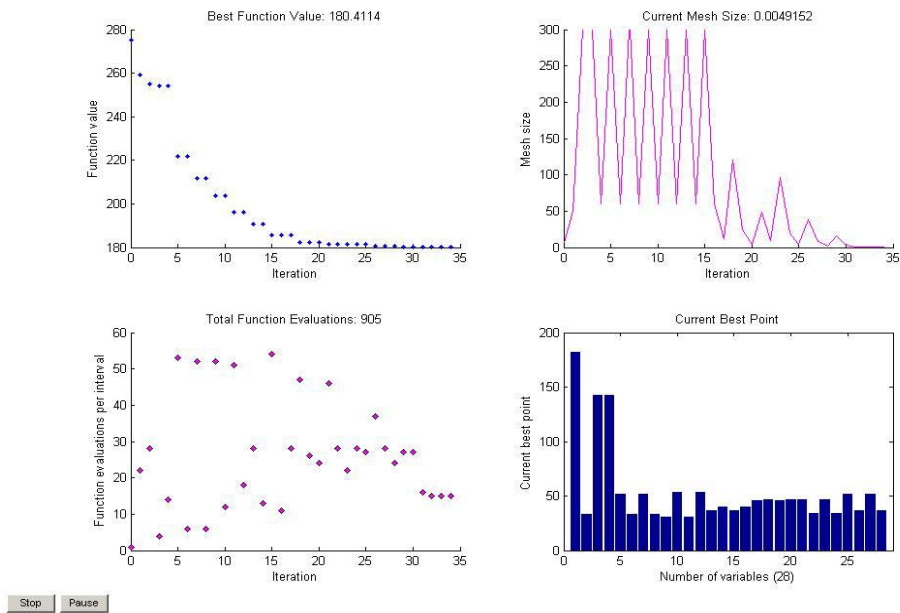 Best Function Value: 180.4114
280
260
240
220
200
180
0 5 10 15 20 25 30 35
Function value
Iteration
Current Mesh Size: 0.0049152
300
250
200
150
100
50
0
0 5 10 15 20 25 30 35
Mesh size
Iteration
Total Function Evaluations: 905
60
50
40
30
20
10
0
0 5 10 15 20 25 30 35
Function evaluations per interval
Iteration
Current Best Point
200
150
100
50
0
0 5 10 15 20 25
Current best point
Number of variables (28)
Stop Pause